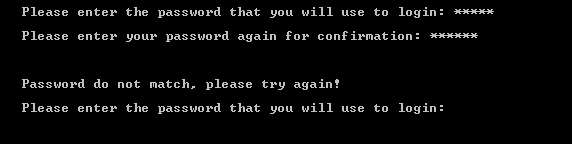 Please enter the password that you will use to login: *****
Please enter your password again for confirmation: ******
Password do not match, please try again!
Please enter the password that you will use to login: